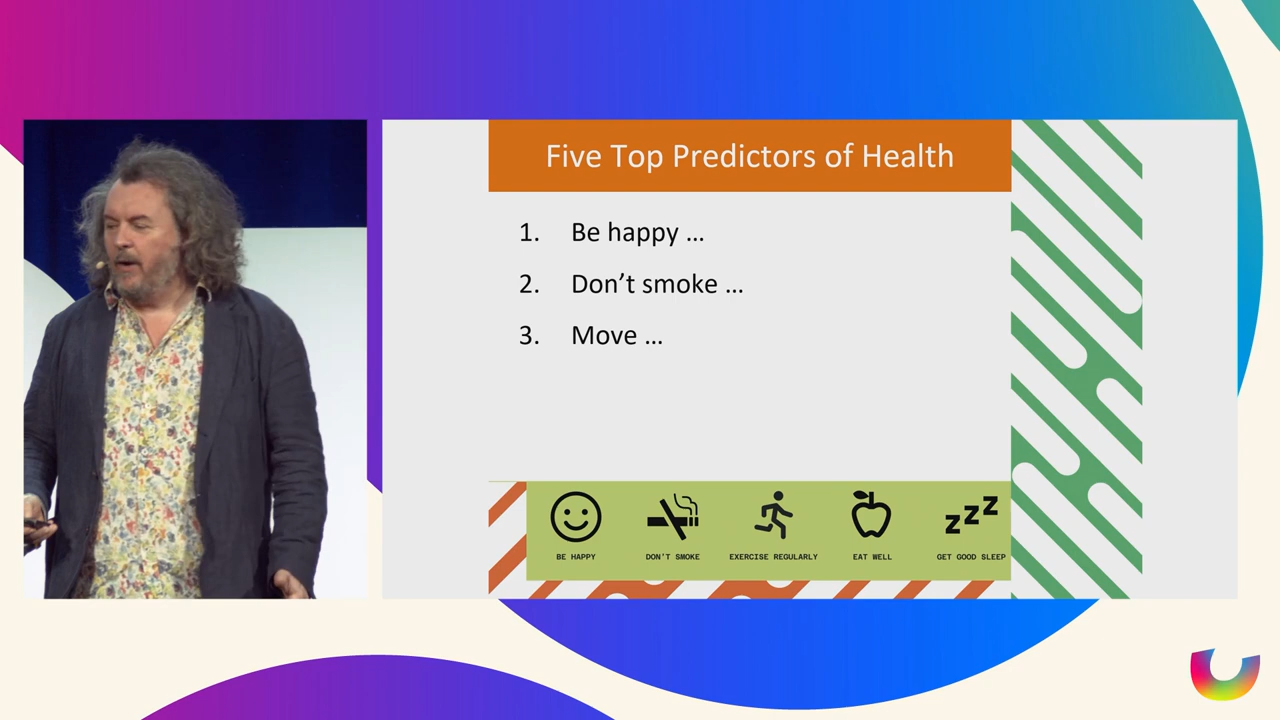 Five Top Predictors of Health
1. Be happy …
2. Don’t smoke …
3. Move …
BE HAPPY
DON'T SMOKE
EXERCISE REGULARLY
EAT WELL
GET GOOD SLEEP
zzz